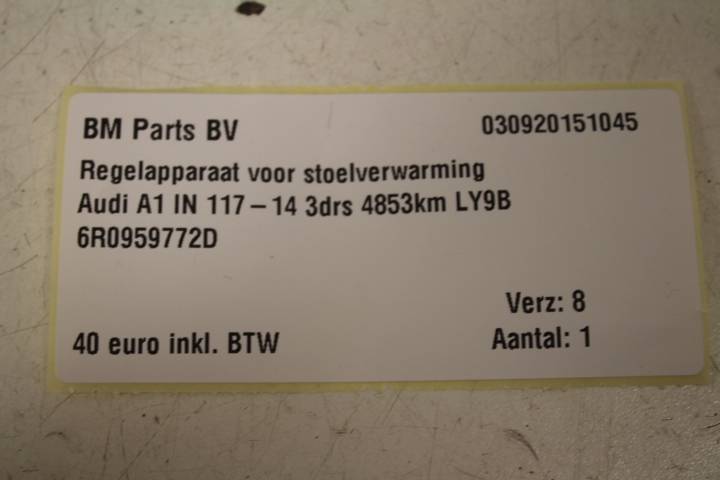 BM Parts BV 030920151045
Regelapparaat voor stoelverwarming
Audi A1 IN 117-14 3drs 4853km LY9B
6R0959772D
Verz: 8
40 euro inkl. BTW Aantal: 1